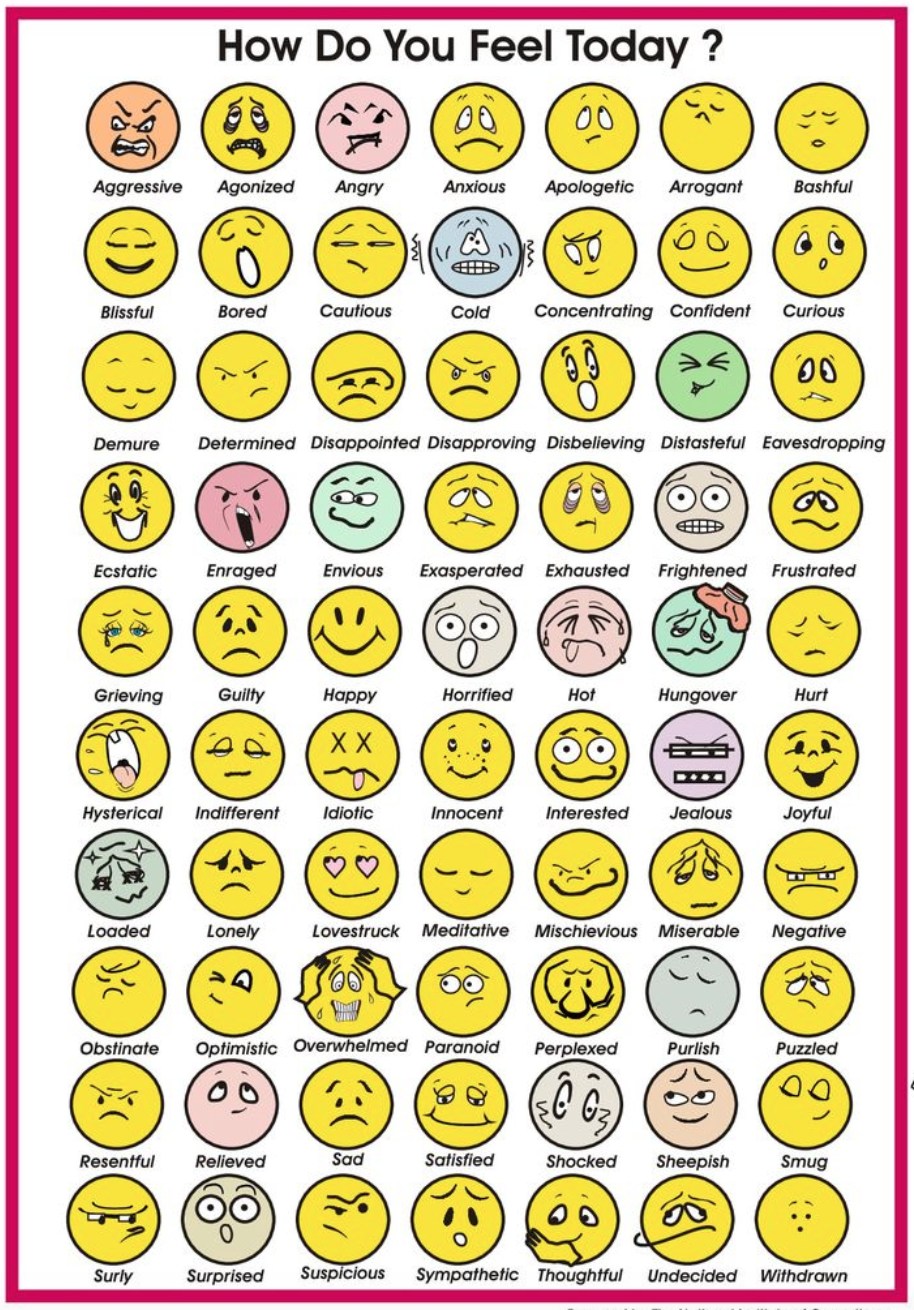 How Do You Feel Today ?
Aggressive Agonized Angry Anxious Apologetic Arrogant Bashful
Blissful Bored Cautious Cold Concentrating Confident Curious
Demure Determined Disappointed Disapproving Disbelieving Distasteful Eavesdropping
Ecstatic Enraged Envious Exasperated Exhausted Frightened Frustrated
Grieving Guilty Happy Horrified Hot Hungover Hurt
Hysterical Indifferent Idiotic Innocent Interested Jealous Joyful
Loaded Lonely Lovestruck Meditative Mischievious Miserable Negative
Obstinate Optimistic Overwhelmed Paranoid Perplexed Purlish Puzzled
Resentful Relieved Sad Satisfied Shocked Sheepish Smug
Surly Surprised Suspicious Sympathetic Thoughtful Undecided Withdrawn